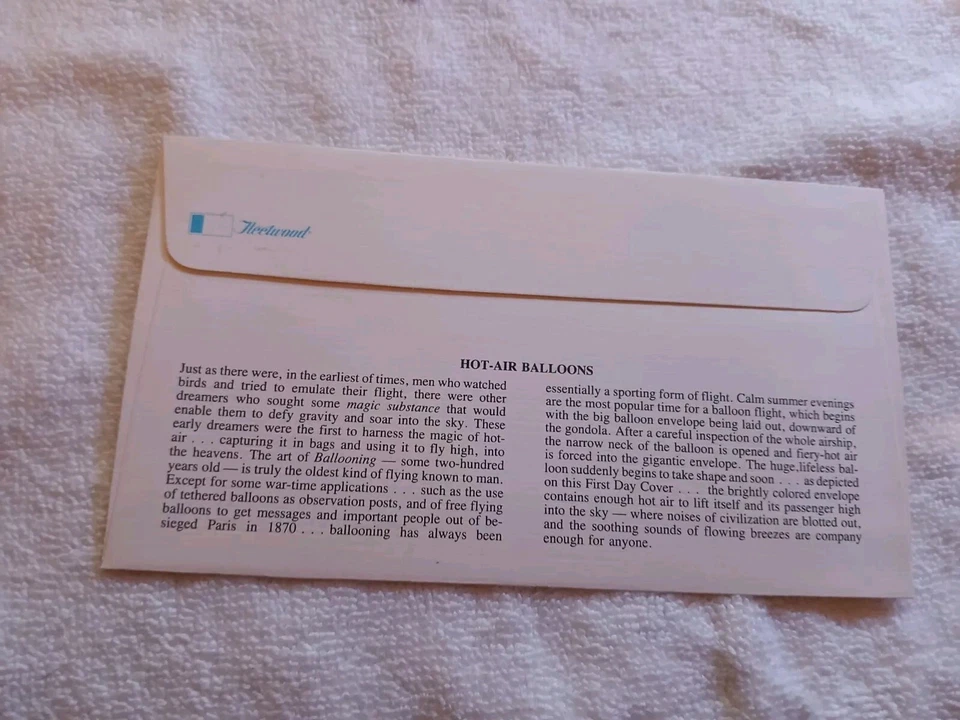 Fleetwood
HOT-AIR BALLOONS
Just as there were, in the earliest of times, men who watched
birds and tried to emulate their flight, there were other
dreamers who sought some magic substance that would
enable them to defy gravity and soar into the sky. These
early dreamers were the first to harness the magic of hot-
air . . . capturing it in bags and using it to fly high, into
the heavens. The art of Ballooning — some two-hundred
years old — is truly the oldest kind of flying known to man.
Except for some war-time applications . . . such as the use
of tethered balloons as observation posts, and of free flying
balloons to get messages and important people out of be-
sieged Paris in 1870 . . . ballooning has always been
essentially a sporting form of flight. Calm summer evenings
are the most popular time for a balloon flight, which begins
with the big balloon envelope being laid out, downward of
the gondola. After a careful inspection of the whole airship,
the narrow neck of the balloon is opened and fiery-hot air
is forced into the gigantic envelope. The huge, lifeless bal-
loon suddenly begins to take shape and soon . . . as depicted
on this First Day Cover . . . the brightly colored envelope
contains enough hot air to lift itself and its passenger high
into the sky — where noises of civilization are blotted out,
and the soothing sounds of flowing breezes are company
enough for anyone.